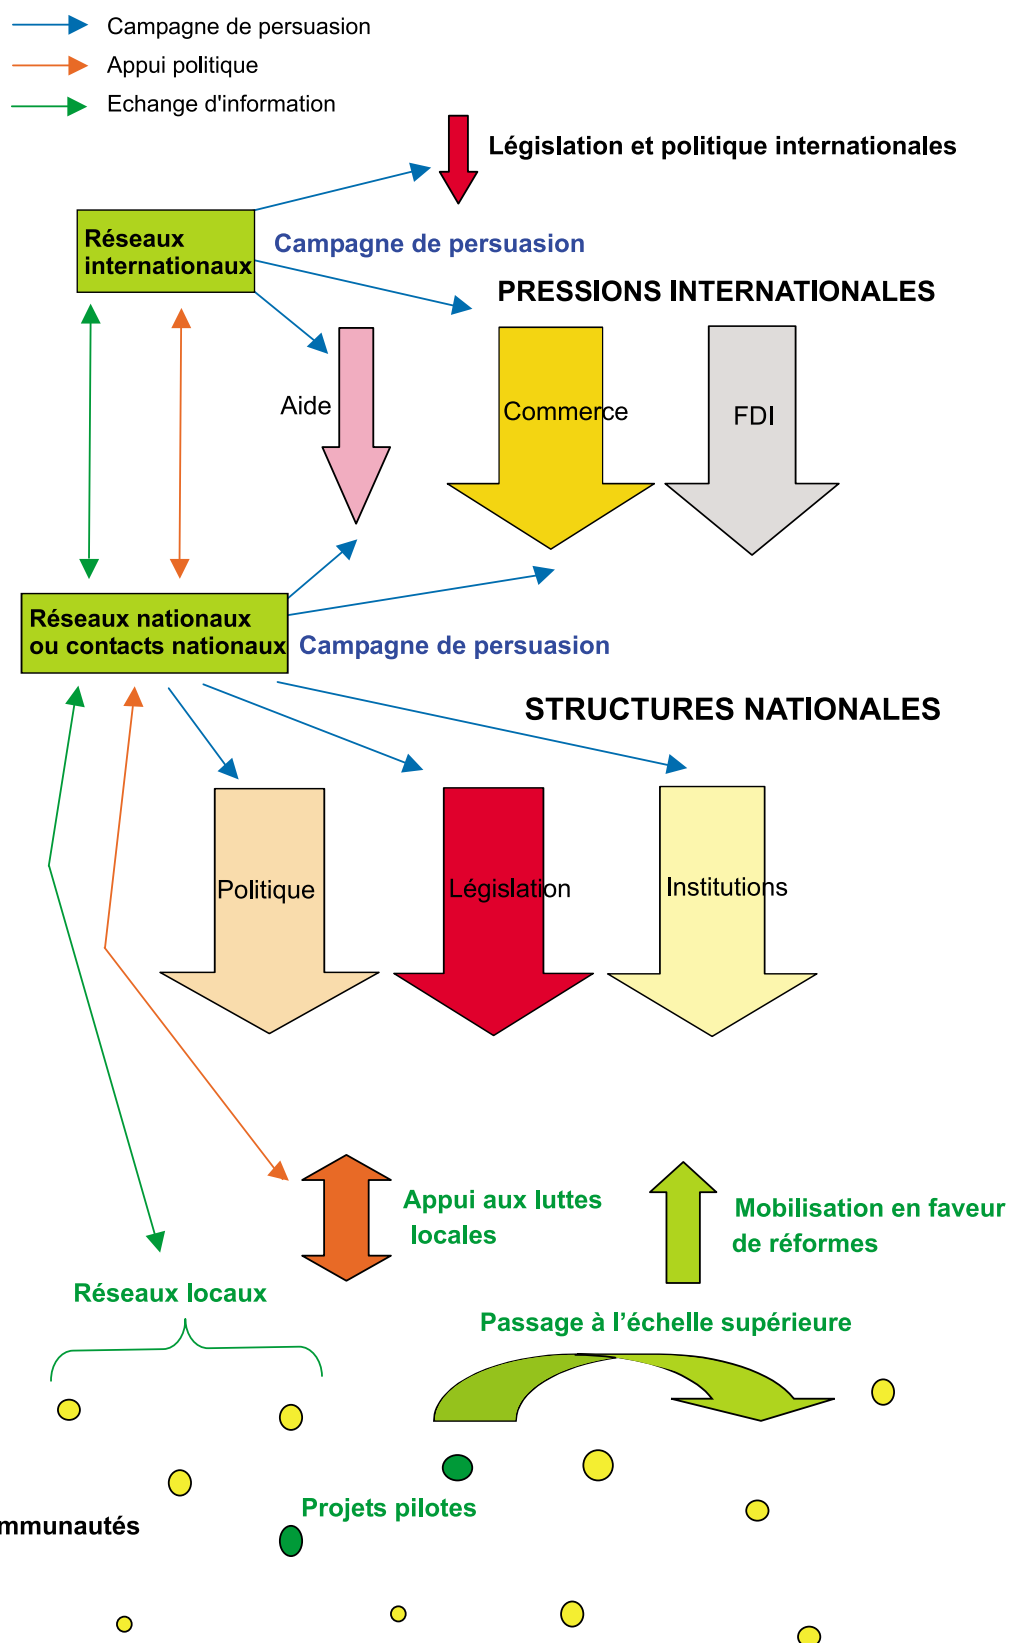 Campagne de persuasion
Appui politique
Echange d'information
Législation et politique internationales
Réseaux
internationaux
Campagne de persuasion
PRESSIONS INTERNATIONALES
Aide
Commerce
FDI
Réseaux nationaux
ou contacts nationaux
Campagne de persuasion
STRUCTURES NATIONALES
Politique
Législation
Institutions
Appui aux luttes
locales
Mobilisation en faveur
de réformes
Réseaux locaux
Passage à l’échelle supérieure
Projets pilotes
mmunautés